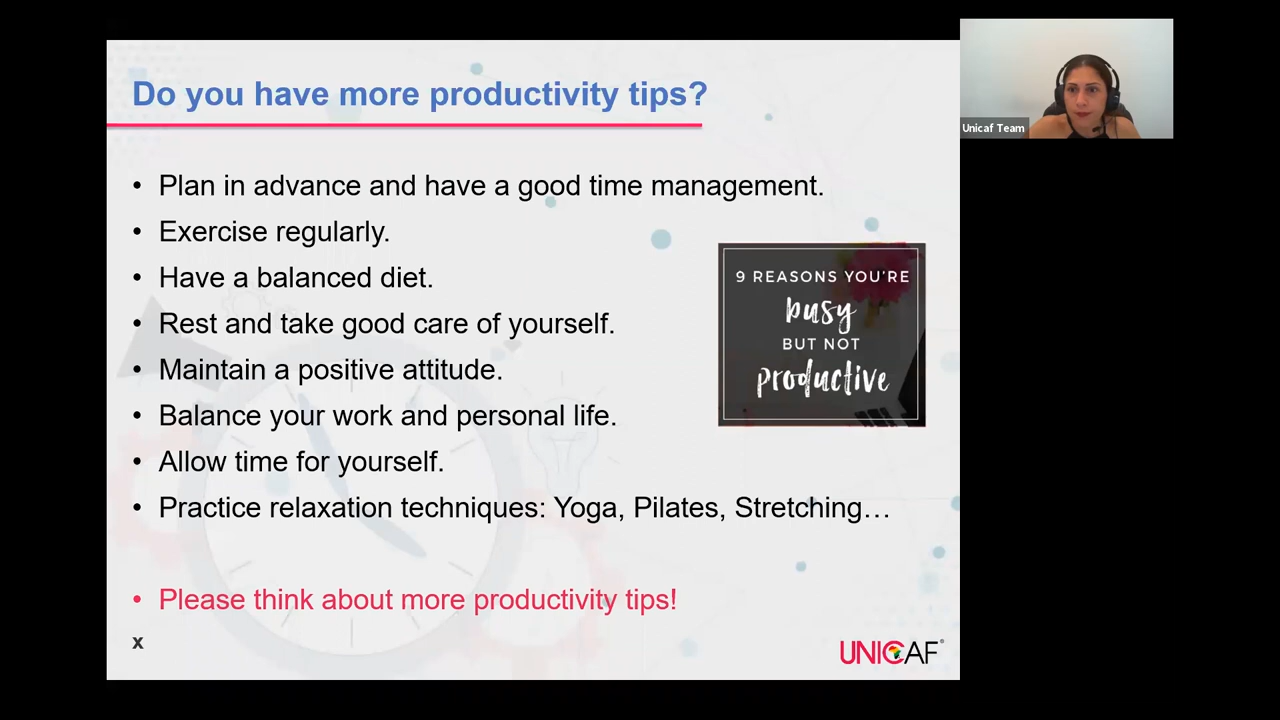 Do you have more productivity tips?
• Plan in advance and have a good time management.
• Exercise regularly.
• Have a balanced diet.
• Rest and take good care of yourself.
• Maintain a positive attitude.
• Balance your work and personal life.
• Allow time for yourself.
• Practice relaxation techniques: Yoga, Pilates, Stretching…
• Please think about more productivity tips!
x
9 REASONS YOU'RE
busy
BUT NOT
productive
UNICAF®
Unicaf Team